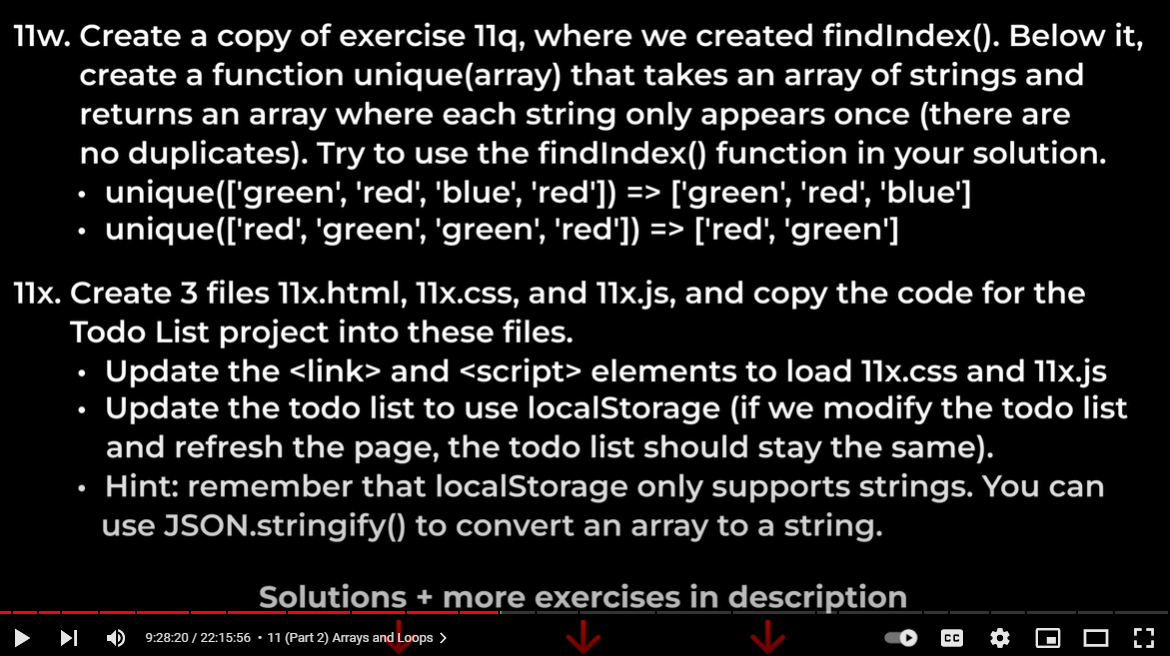 11w. Create a copy of exercise 11q, where we created findIndex(). Below it,
create a function unique(array) that takes an array of strings and
returns an array where each string only appears once (there are
no duplicates). Try to use the findIndex() function in your solution.
• unique(['green', 'red', 'blue', 'red']) => ['green', 'red', 'blue']
• unique(['red', 'green', 'green', 'red']) => ['red', 'green']
11x. Create 3 files 11x.html, 11x.css, and 11x.js, and copy the code for the
Todo List project into these files.
• Update the <link> and <script> elements to load 11x.css and 11x.js
• Update the todo list to use localStorage (if we modify the todo list
and refresh the page, the todo list should stay the same).
• Hint: remember that localStorage only supports strings. You can
use JSON.stringify() to convert an array to a string.
Solutions + more exercises in description
9:28:20 / 22:15:56 • 11 (Part 2) Arrays and Loops >
CC